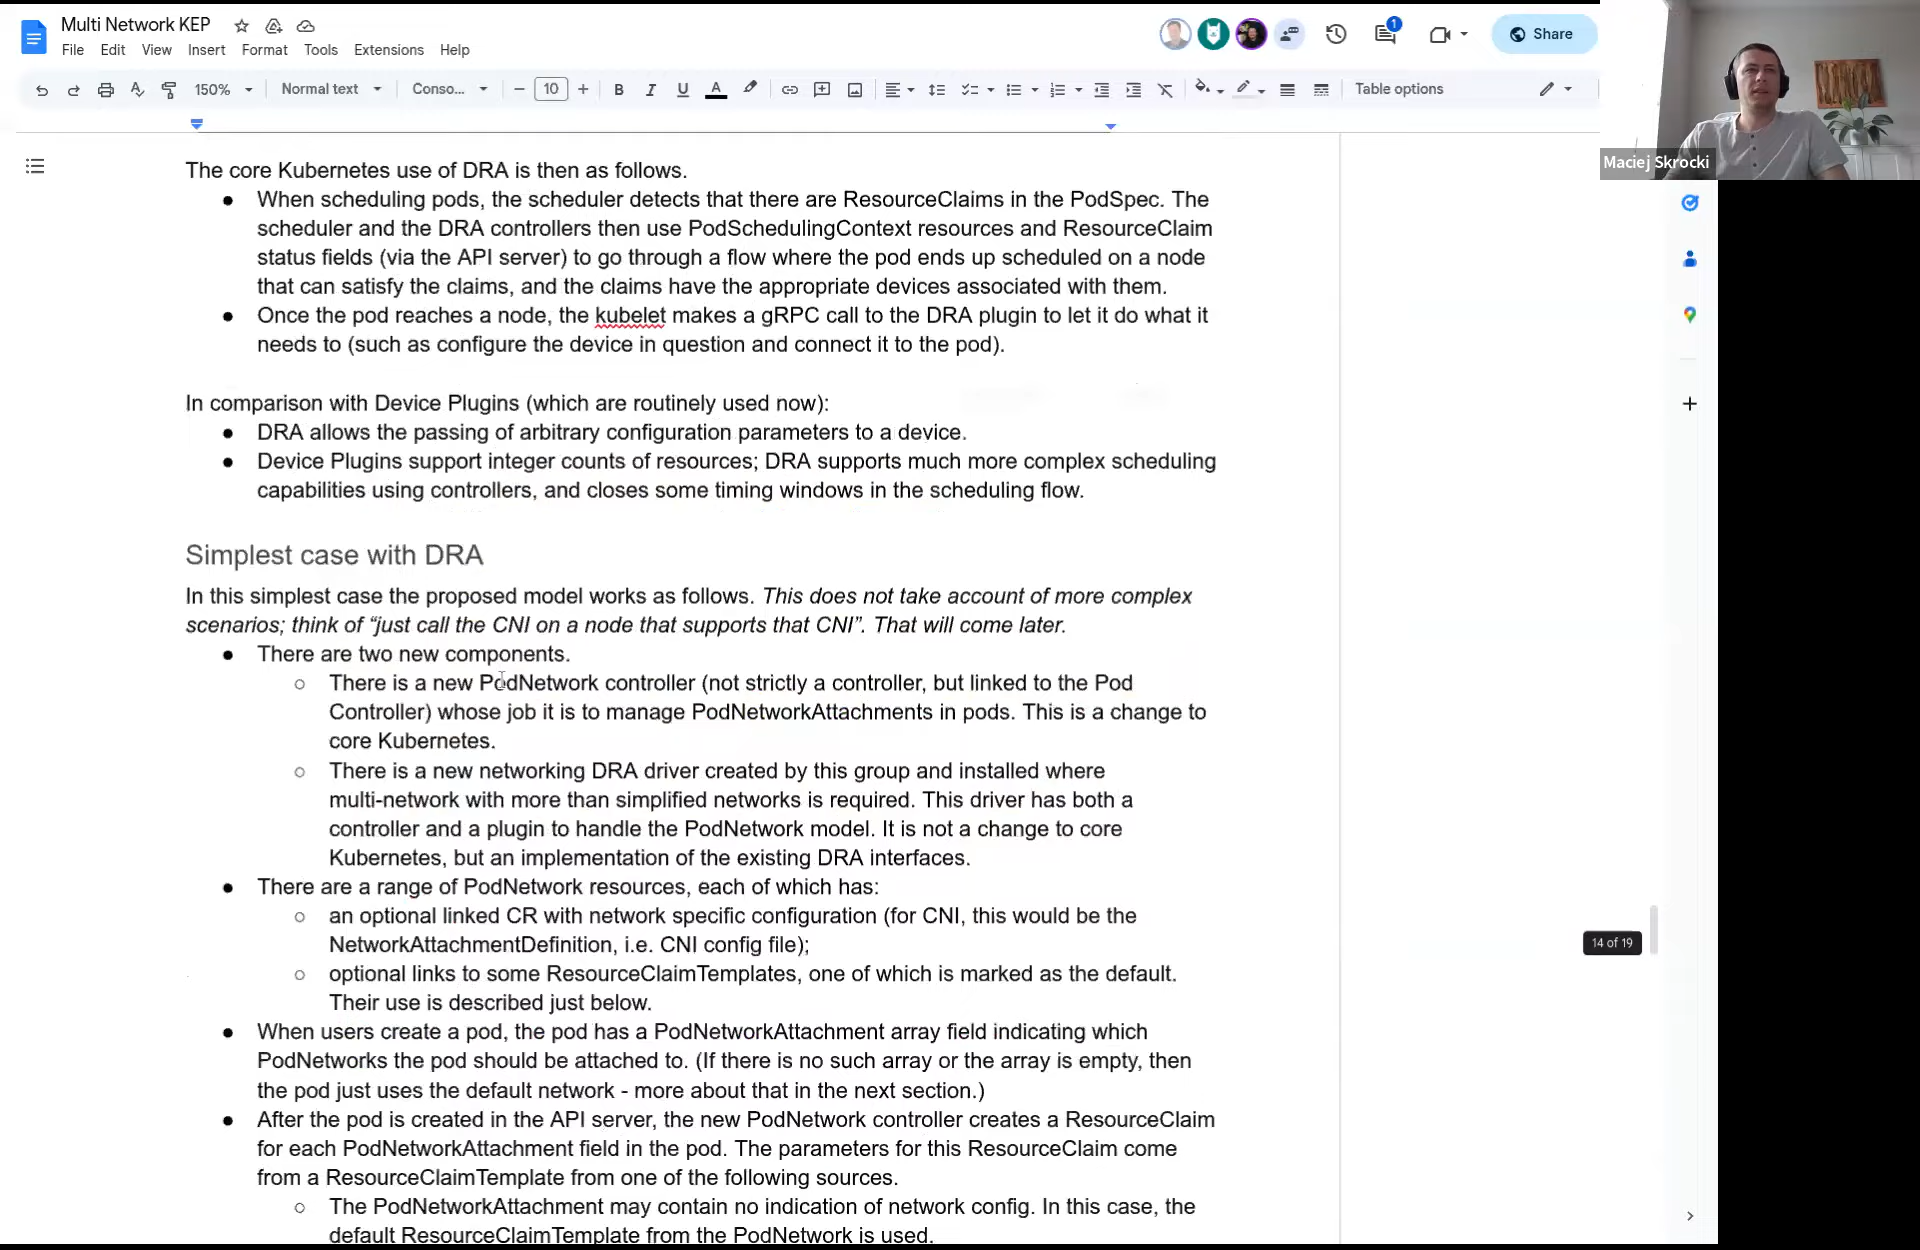 Multi Network KEP
File Edit View Insert Format Tools Extensions Help
1
Share
150% Normal text Conso... 10 Table options
Maciej Skrocki
The core Kubernetes use of DRA is then as follows.
● When scheduling pods, the scheduler detects that there are ResourceClaims in the PodSpec. The
scheduler and the DRA controllers then use PodSchedulingContext resources and ResourceClaim
status fields (via the API server) to go through a flow where the pod ends up scheduled on a node
that can satisfy the claims, and the claims have the appropriate devices associated with them.
● Once the pod reaches a node, the kubelet makes a gRPC call to the DRA plugin to let it do what it
needs to (such as configure the device in question and connect it to the pod).
In comparison with Device Plugins (which are routinely used now):
● DRA allows the passing of arbitrary configuration parameters to a device.
● Device Plugins support integer counts of resources; DRA supports much more complex scheduling
capabilities using controllers, and closes some timing windows in the scheduling flow.
Simplest case with DRA
In this simplest case the proposed model works as follows. This does not take account of more complex
scenarios; think of “just call the CNI on a node that supports that CNI”. That will come later.
● There are two new components.
○ There is a new PodNetwork controller (not strictly a controller, but linked to the Pod
Controller) whose job it is to manage PodNetworkAttachments in pods. This is a change to
core Kubernetes.
○ There is a new networking DRA driver created by this group and installed where
multi-network with more than simplified networks is required. This driver has both a
controller and a plugin to handle the PodNetwork model. It is not a change to core
Kubernetes, but an implementation of the existing DRA interfaces.
● There are a range of PodNetwork resources, each of which has:
○ an optional linked CR with network specific configuration (for CNI, this would be the
NetworkAttachmentDefinition, i.e. CNI config file);
○ optional links to some ResourceClaimTemplates, one of which is marked as the default.
Their use is described just below.
● When users create a pod, the pod has a PodNetworkAttachment array field indicating which
PodNetworks the pod should be attached to. (If there is no such array or the array is empty, then
the pod just uses the default network - more about that in the next section.)
● After the pod is created in the API server, the new PodNetwork controller creates a ResourceClaim
for each PodNetworkAttachment field in the pod. The parameters for this ResourceClaim come
from a ResourceClaimTemplate from one of the following sources.
○ The PodNetworkAttachment may contain no indication of network config. In this case, the
default ResourceClaimTemplate from the PodNetwork is used.
14 of 19